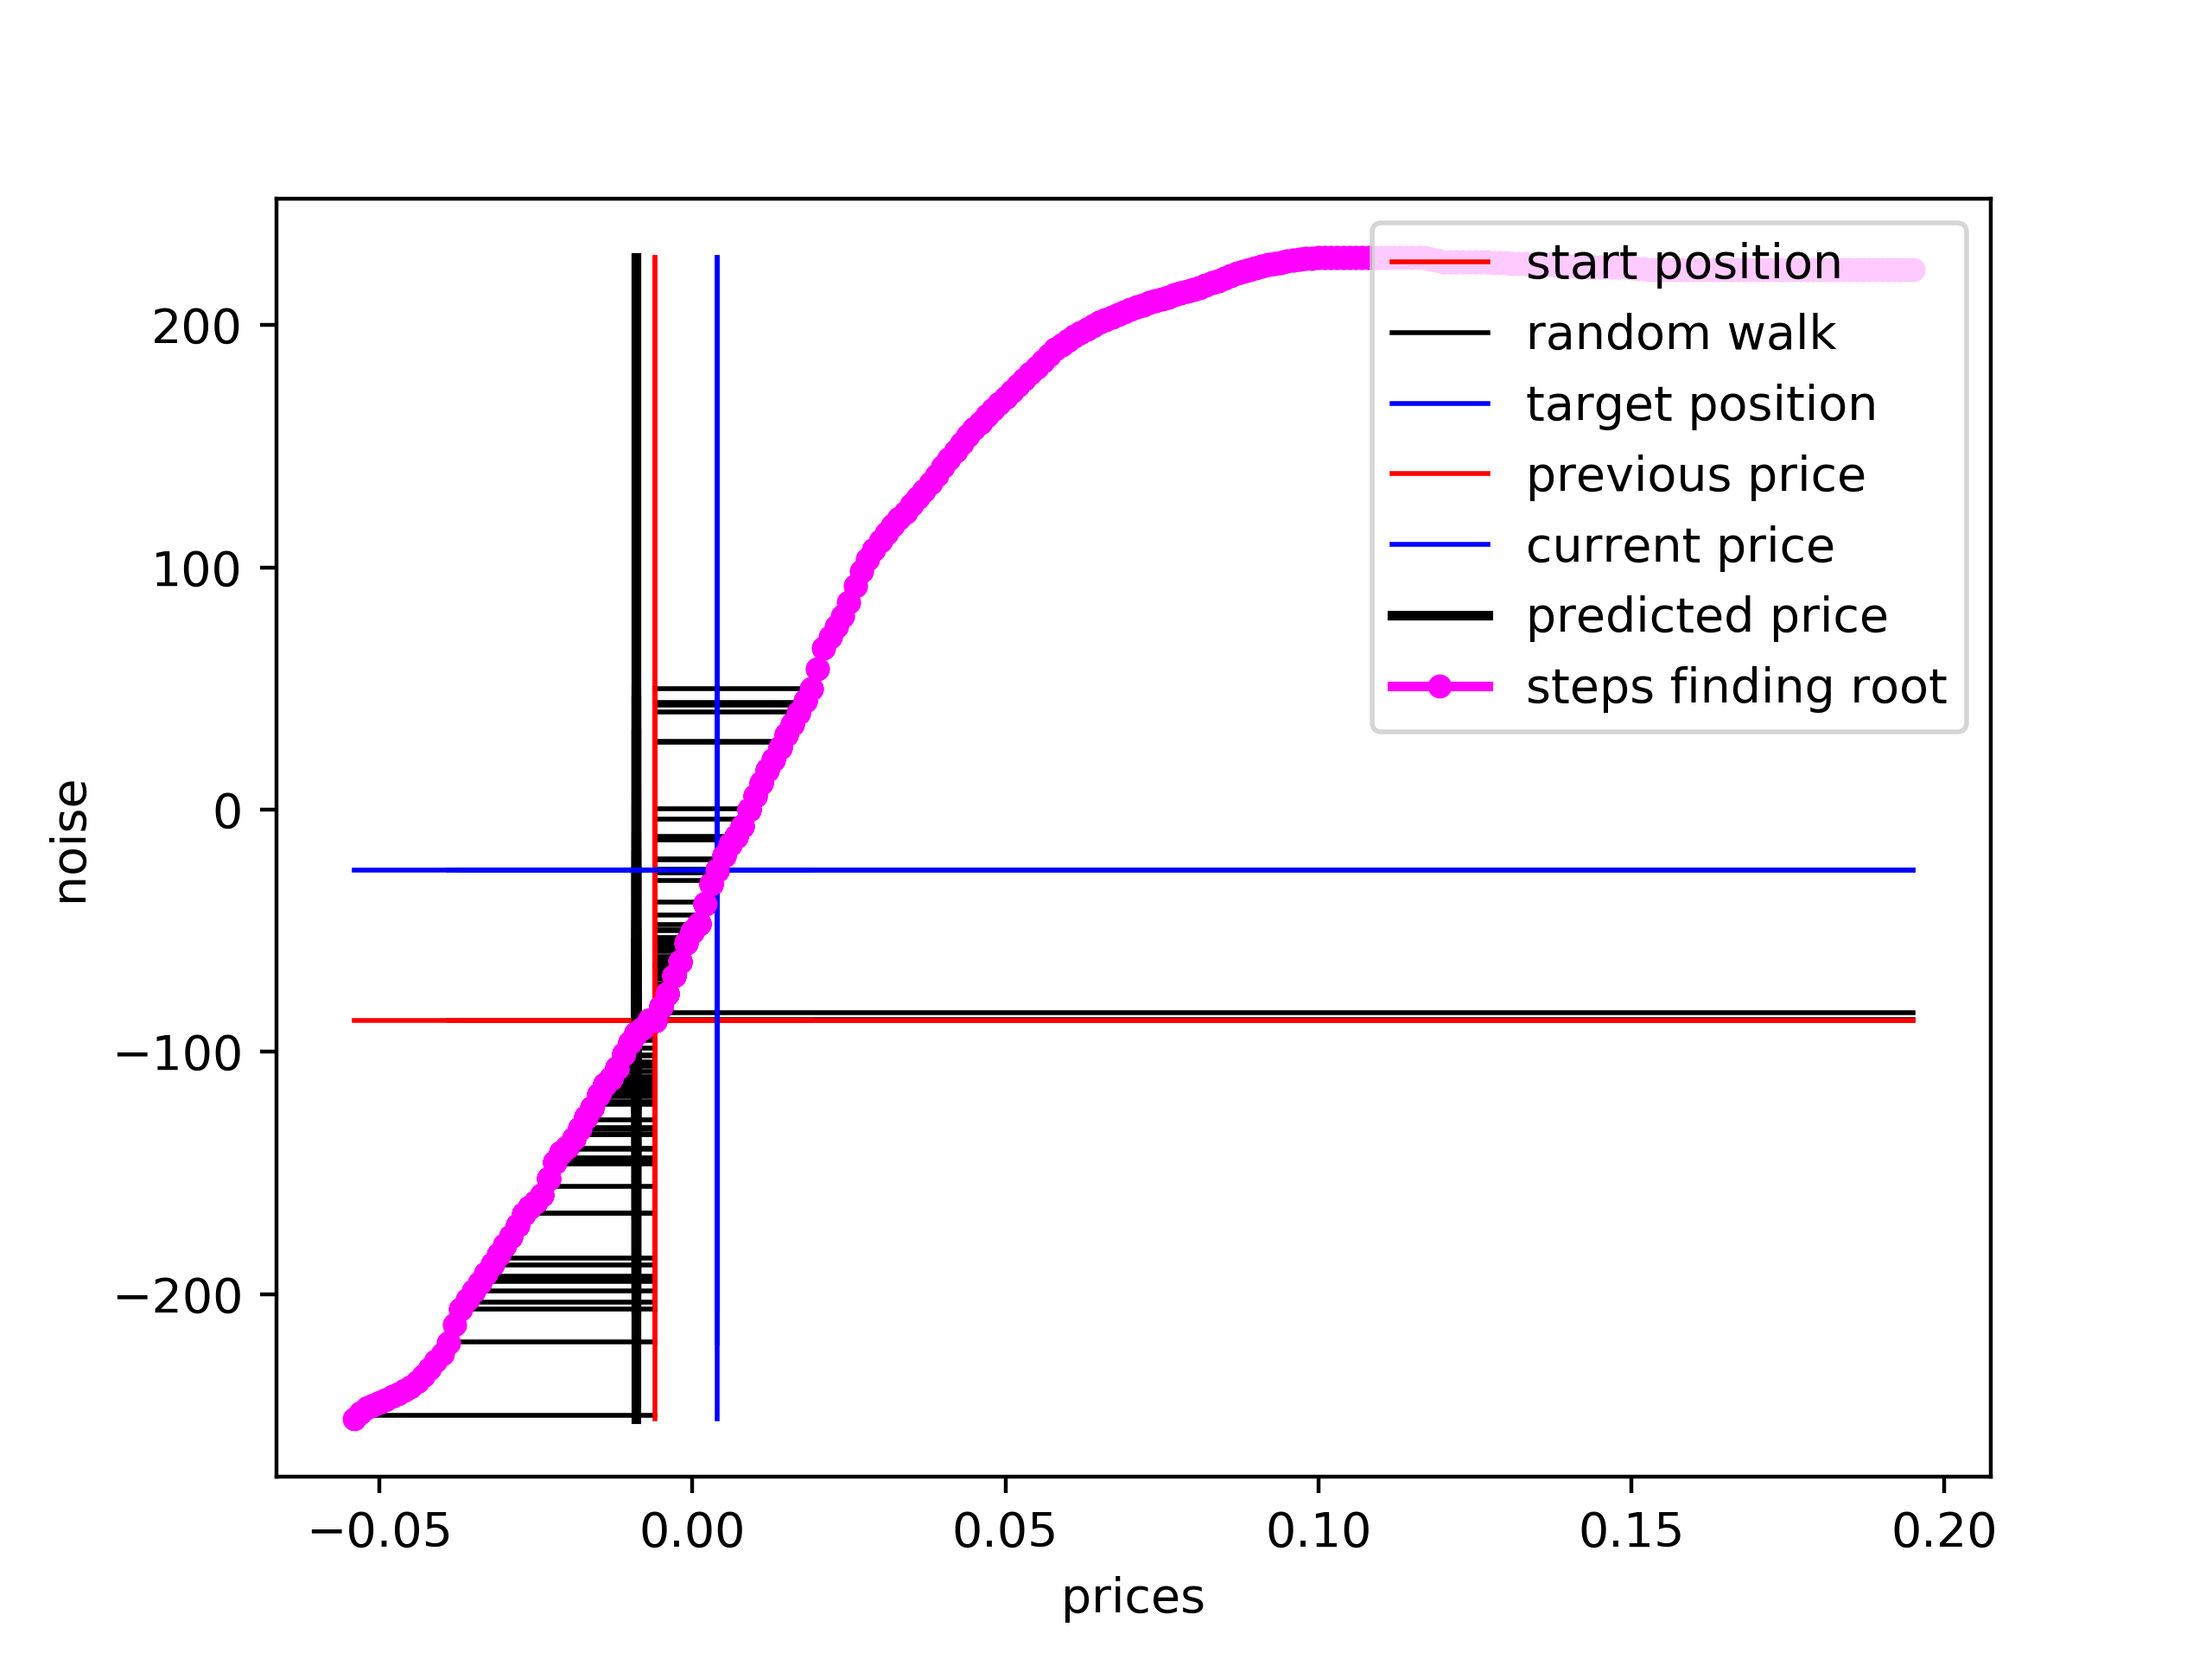 start position
random walk
target position
previous price
current price
predicted price
steps finding root
200
100
0
−100
−200
noise
−0.05
0.00
0.05
0.10
0.15
0.20
prices